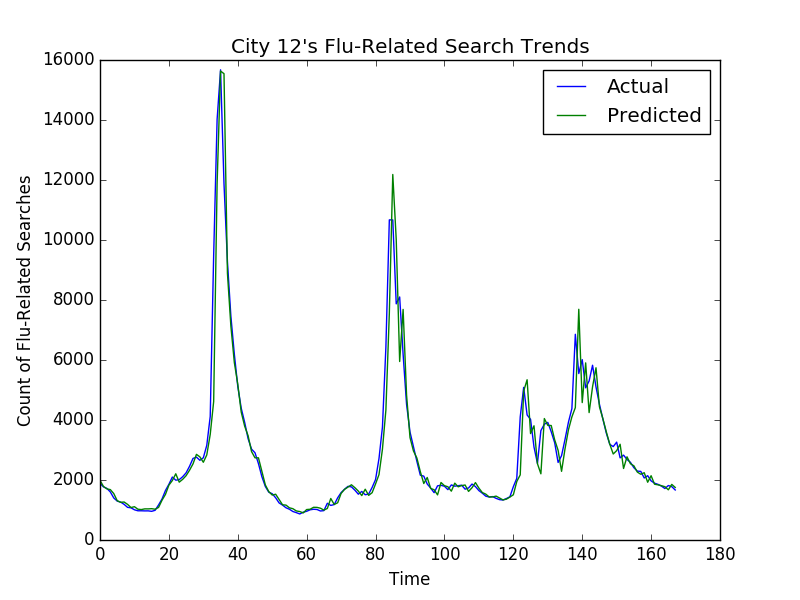 City 12's Flu-Related Search Trends
Actual
Predicted
Count of Flu-Related Searches
16000
14000
12000
10000
8000
6000
4000
2000
0
0 20 40 60 80 100 120 140 160 180
Time